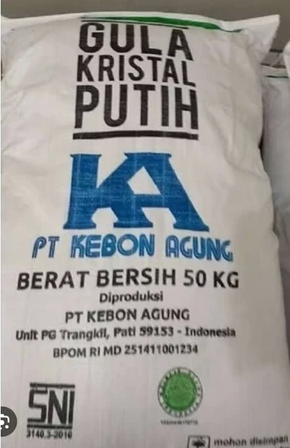 GULA
KRISTAL
PUTIH
KA
PT KEBON AGUNG
BERAT BERSIH 50 KG
Diproduksi
PT KEBON AGUNG
Unit PG Trangkil, Pati 59153 - Indonesia
BPOM RI MD 251411001234
SNI
3140.3-2010
mohon disimpan